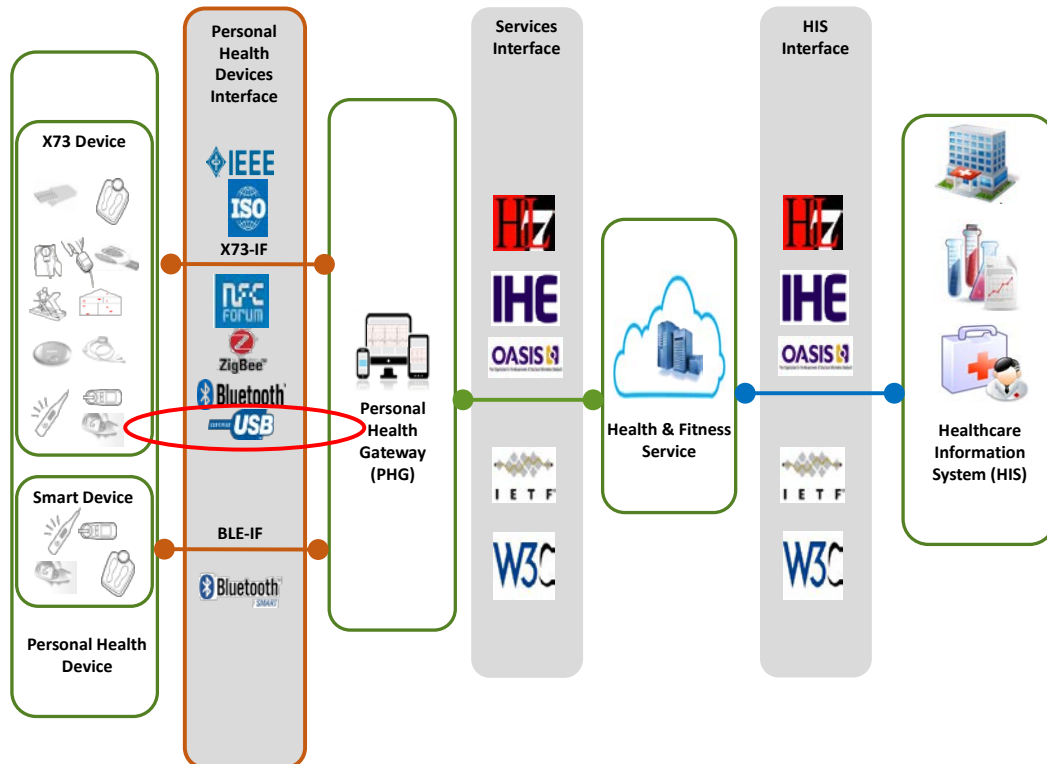 Personal
Health
Devices
Interface
Services
Interface
HIS
Interface
X73 Device
IEEE
ISO
X73-IF
NFC
FORUM
ZigBee™
Bluetooth®
USB
BLE-IF
Bluetooth™
SMART
Smart Device
Personal Health
Device
Personal
Health
Gateway
(PHG)
HL7
IHE
OASIS
IETF®
W3C
Health & Fitness
Service
HL7
IHE
OASIS
IETF®
W3C
Healthcare
Information
System (HIS)